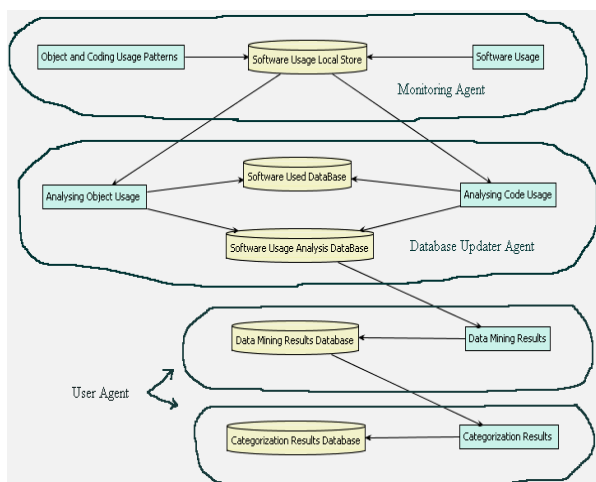 Object and Coding Usage Patterns
Software Usage Local Store
Software Usage
Monitoring Agent
Software Used DataBase
Analysing Object Usage
Analysing Code Usage
Software Usage Analysis DataBase
Database Updater Agent
Data Mining Results Database
Data Mining Results
User Agent
Categorization Results Database
Categorization Results